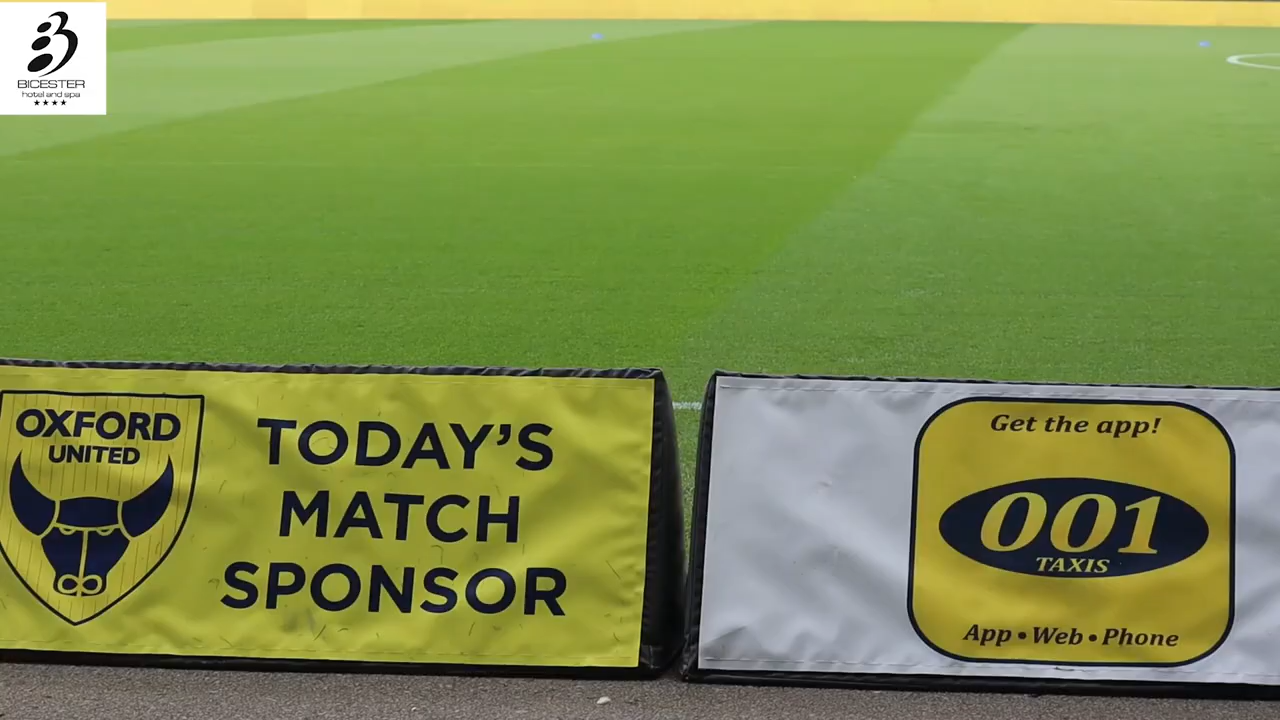 BICESTER
hotel and spa
OXFORD
UNITED
TODAY'S
MATCH
SPONSOR
Get the app!
001
TAXIS
App • Web • Phone